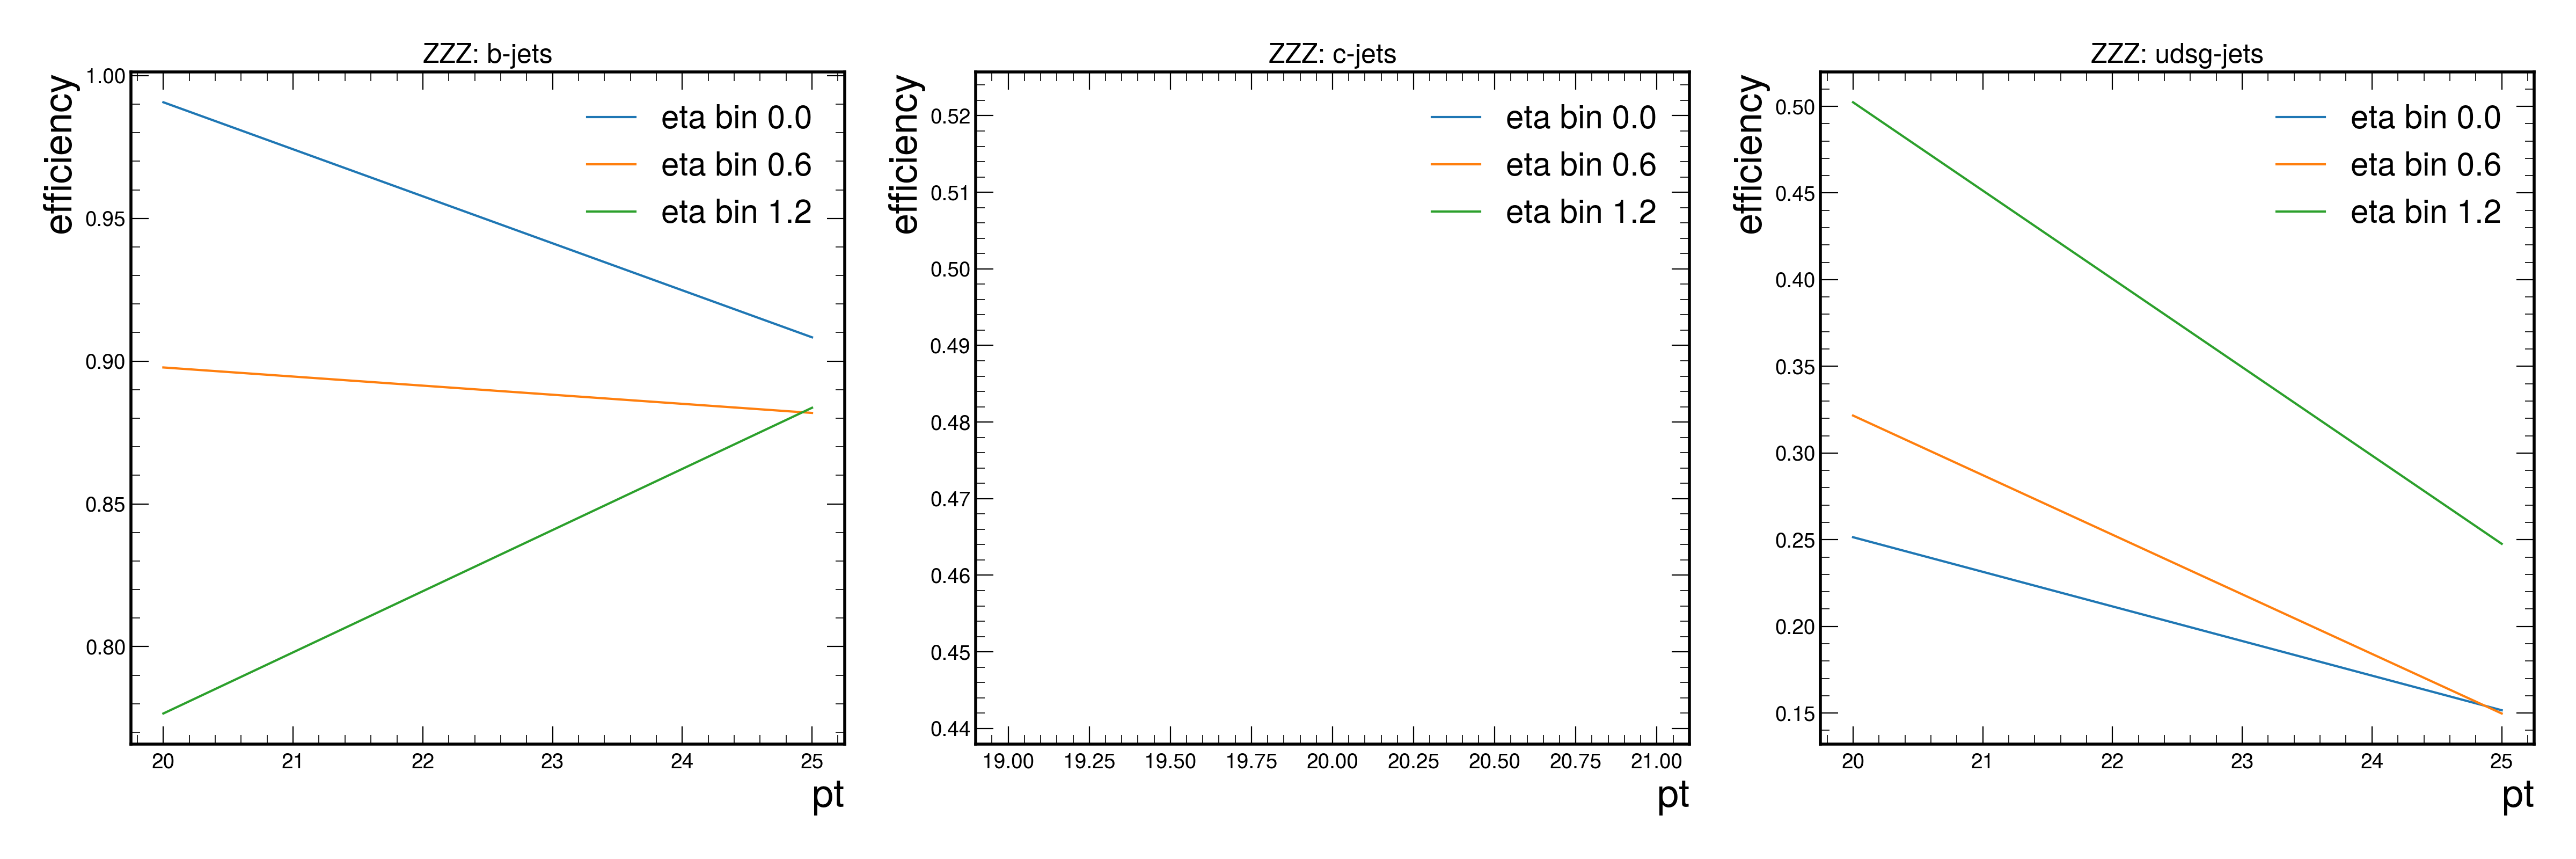 ZZZ: b-jets
efficiency
1.00
0.95
0.90
0.85
0.80
eta bin 0.0
eta bin 0.6
eta bin 1.2
20 21 22 23 24 25
pt
ZZZ: c-jets
efficiency
0.52
0.51
0.50
0.49
0.48
0.47
0.46
0.45
0.44
eta bin 0.0
eta bin 0.6
eta bin 1.2
19.00 19.25 19.50 19.75 20.00 20.25 20.50 20.75 21.00
pt
ZZZ: udsg-jets
efficiency
0.50
0.45
0.40
0.35
0.30
0.25
0.20
0.15
eta bin 0.0
eta bin 0.6
eta bin 1.2
20 21 22 23 24 25
pt